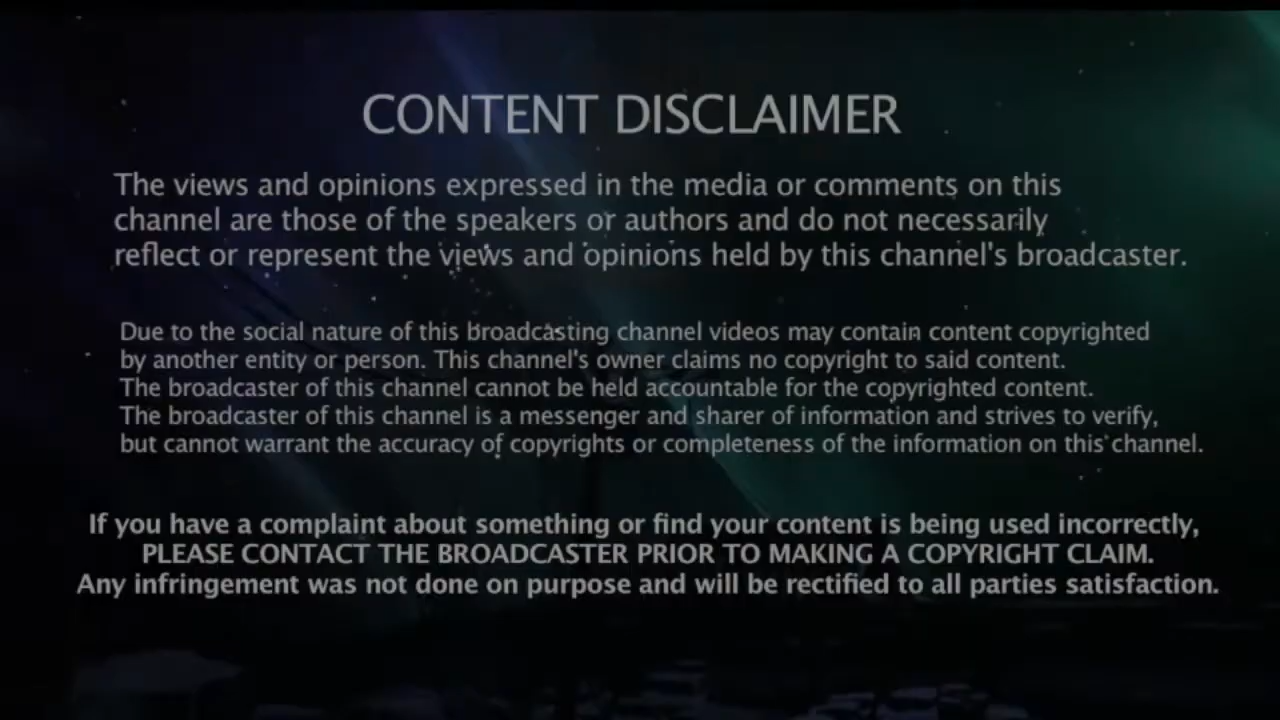 CONTENT DISCLAIMER
The views and opinions expressed in the media or comments on this
channel are those of the speakers or authors and do not necessarily
reflect or represent the views and opinions held by this channel's broadcaster.
Due to the social nature of this broadcasting channel videos may contain content copyrighted
by another entity or person. This channel's owner claims no copyright to said content.
The broadcaster of this channel cannot be held accountable for the copyrighted content.
The broadcaster of this channel is a messenger and sharer of information and strives to verify,
but cannot warrant the accuracy of copyrights or completeness of the information on this channel.
If you have a complaint about something or find your content is being used incorrectly,
PLEASE CONTACT THE BROADCASTER PRIOR TO MAKING A COPYRIGHT CLAIM.
Any infringement was not done on purpose and will be rectified to all parties satisfaction.